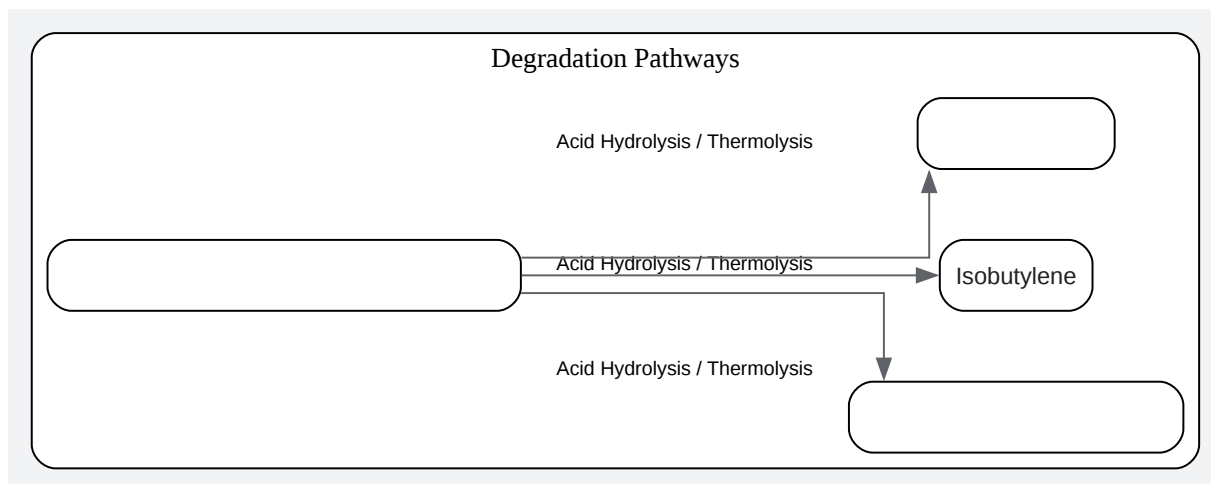 Degradation Pathways
Acid Hydrolysis / Thermolysis
Acid Hydrolysis / Thermolysis
Isobutylene
Acid Hydrolysis / Thermolysis